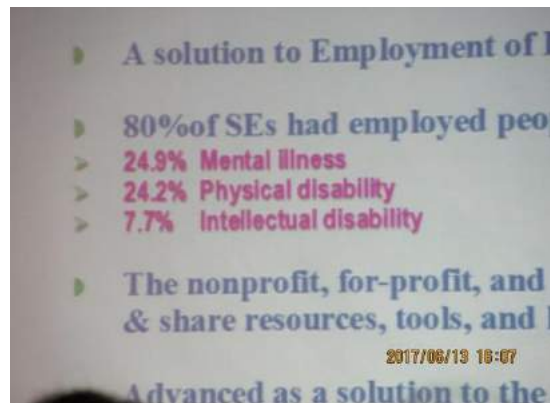 A solution to Employment of
80%of SEs had employed peo
24.9% Mental illness
24.2% Physical disability
7.7% Intellectual disability
The nonprofit, for-profit, and
& share resources, tools, and
2017/06/13 16:07
Advanced as a solution to the